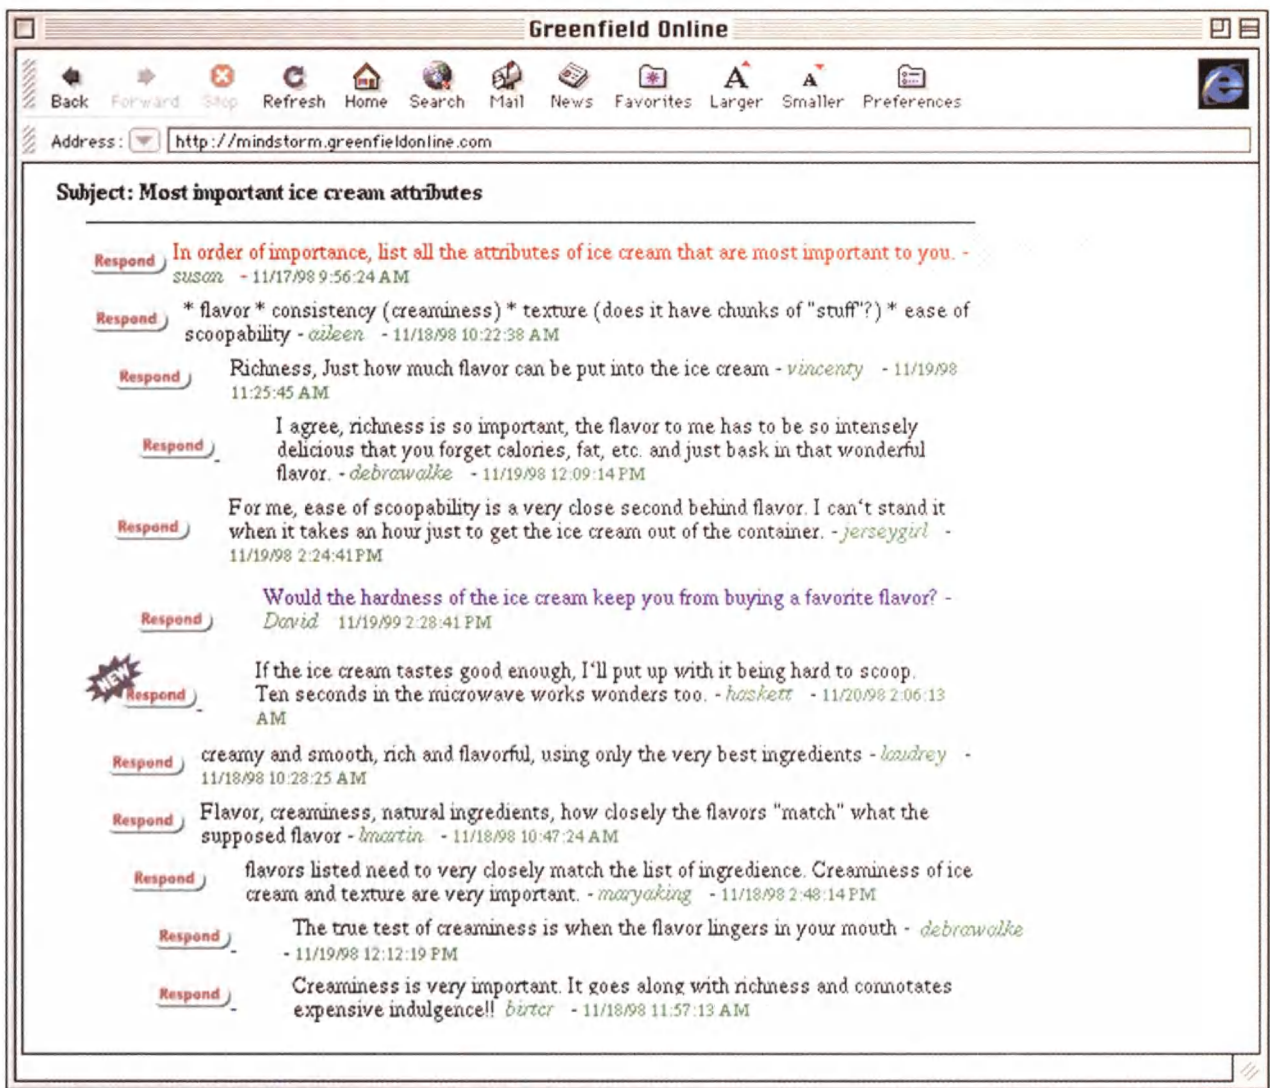 Greenfield Online
Back Forward Stop Refresh Home Search Mail News Favorites Larger Smaller Preferences
Address: http://mindstorm.greenfieldonline.com
Subject: Most important ice cream attributes
Respond In order of importance, list all the attributes of ice cream that are most important to you. -
susan - 11/17/98 9:56:24 AM
Respond * flavor * consistency (creaminess) * texture (does it have chunks of "stuff"?) * ease of
scoopability - aileen - 11/18/98 10:22:38 AM
Respond Richness, Just how much flavor can be put into the ice cream - vincenty - 11/19/98
11:25:45 AM
I agree, richness is so important, the flavor to me has to be so intensely
Respond delicious that you forget calories, fat, etc. and just bask in that wonderful
flavor. - debrawalke - 11/19/98 12:09:14 PM
For me, ease of scoopability is a very close second behind flavor. I can't stand it
Respond when it takes an hour just to get the ice cream out of the container. - jerseygirl -
11/19/98 2:24:41 PM
Would the hardness of the ice cream keep you from buying a favorite flavor? -
Respond David 11/19/99 2:28:41 PM
If the ice cream tastes good enough, I'll put up with it being hard to scoop.
NEW Respond Ten seconds in the microwave works wonders too. - haskett - 11/20/98 2:06:13
AM
Respond creamy and smooth, rich and flavorful, using only the very best ingredients - laudrey -
11/18/98 10:28:25 AM
Respond Flavor, creaminess, natural ingredients, how closely the flavors "match" what the
supposed flavor - lmartin - 11/18/98 10:47:24 AM
Respond flavors listed need to very closely match the list of ingredience. Creaminess of ice
cream and texture are very important. - maryaking - 11/18/98 2:48:14 PM
Respond The true test of creaminess is when the flavor lingers in your mouth - debrawalke
- 11/19/98 12:12:19 PM
Respond Creaminess is very important. It goes along with richness and connotates
expensive indulgence!! - 11/18/98 11:57:13 AM